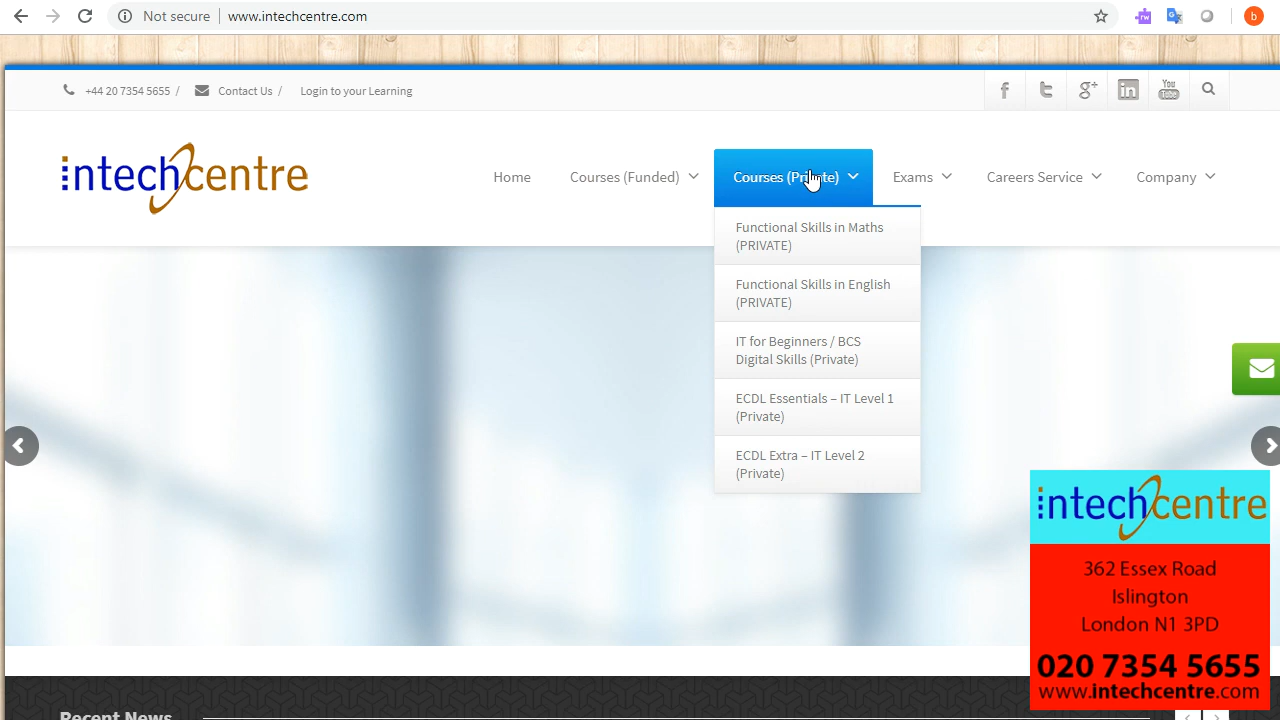 Not secure
www.intechcentre.com
b
+44 20 7354 5655 /
Contact Us /
Login to your Learning
You
Tube
intechcentre
Home
Courses (Funded)
Courses (Private)
Exams
Careers Service
Company
Functional Skills in Maths
(PRIVATE)
Functional Skills in English
(PRIVATE)
IT for Beginners / BCS
Digital Skills (Private)
ECDL Essentials – IT Level 1
(Private)
ECDL Extra – IT Level 2
(Private)
intechcentre
362 Essex Road
Islington
London N1 3PD
020 7354 5655
www.intechcentre.com
Recent News